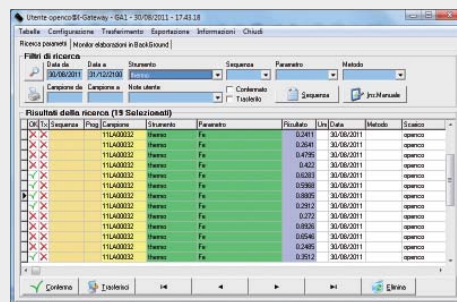 Utente openco@It-Gateway - GA1 - 30/08/2011 - 17.43.18
Tabelle Configurazione Trasferimento Esportazione Informazioni Chiudi
Ricerca parametri Monitor elaborazioni in BackGround
Filtri di ricerca
Data da Data a Strumento Sequenza Parametro Metodo
30/08/2011 31/12/2100 thermo
Campione da Campione a Note utente Confermato Sequenza Ins.Manuale
Trasferito
Risultati della ricerca (19 Selezionati)
OK Tx Sequenza Prog Campione Strumento Parametro Risultato Um Data Metodo Scarico
11LA00032 thermo Fe 0.2411 30/08/2011 openco
11LA00032 thermo Fe 0.2641 30/08/2011 openco
11LA00032 thermo Fe 0.4795 30/08/2011 openco
11LA00032 thermo Fe 0.422 30/08/2011 openco
11LA00032 thermo Fe 0.6283 30/08/2011 openco
11LA00032 thermo Fe 0.5968 30/08/2011 openco
11LA00032 thermo Fe 0.8805 30/08/2011 openco
11LA00032 thermo Fe 0.2912 30/08/2011 openco
11LA00032 thermo Fe 0.272 30/08/2011 openco
11LA00032 thermo Fe 0.8926 30/08/2011 openco
11LA00032 thermo Fe 0.6546 30/08/2011 openco
11LA00032 thermo Fe 0.2485 30/08/2011 openco
11LA00032 thermo Fe 0.3512 30/08/2011 openco
Conferma Trasferisci Elimina